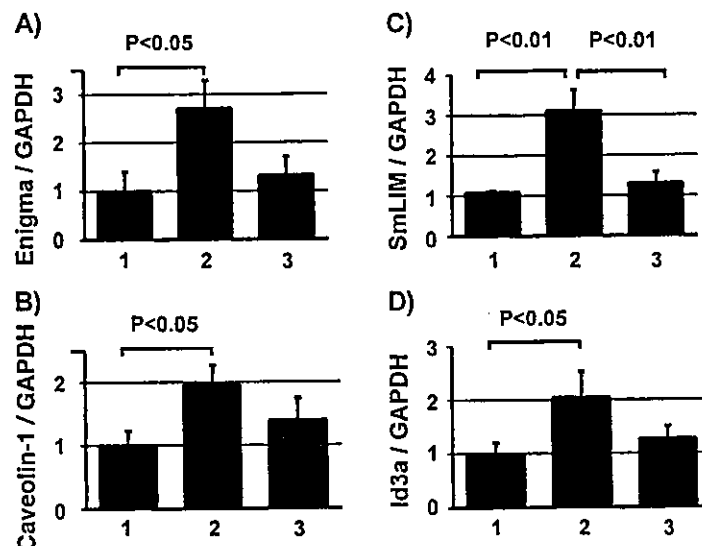 A)
P<0.05
Enigma / GAPDH
3
2
1
0
1 2 3
B)
P<0.05
Caveolin-1 / GAPDH
2
1
0
1 2 3
C)
P<0.01 P<0.01
SmLIM / GAPDH
4
3
2
1
0
1 2 3
D)
P<0.05
Id3a / GAPDH
3
2
1
0
1 2 3